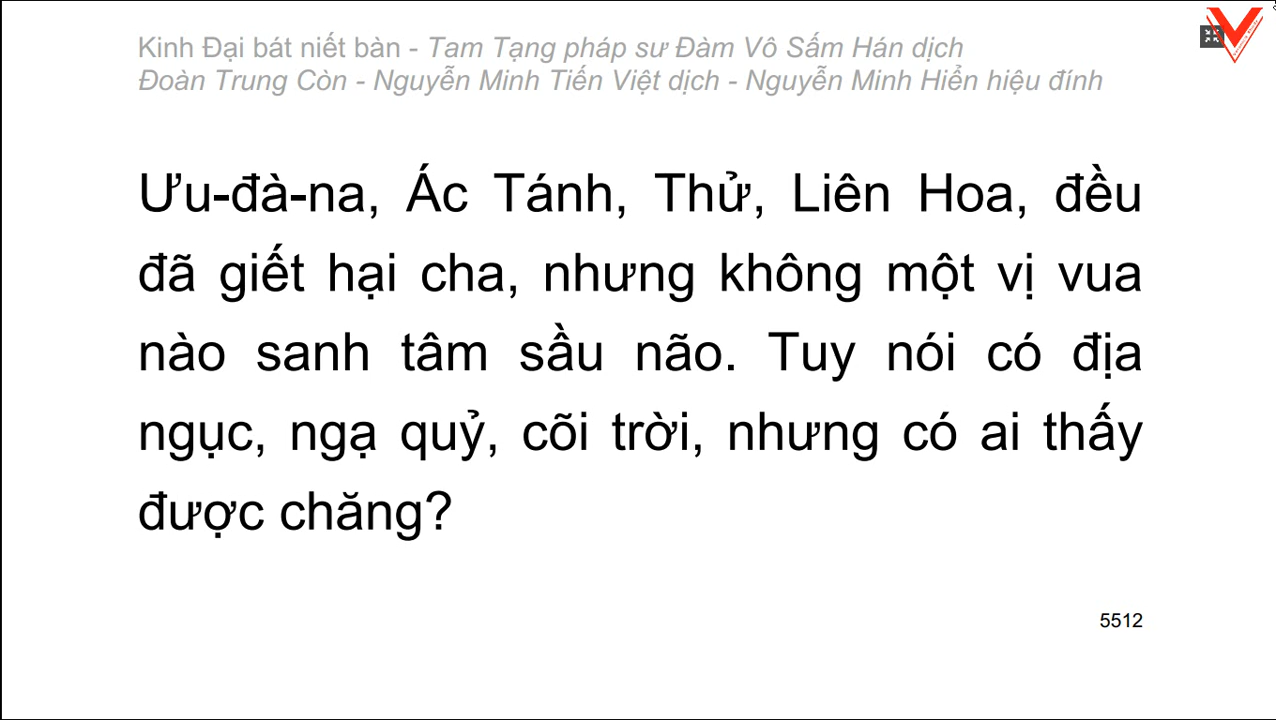 Kinh Đại bát niết bàn - Tam Tạng pháp sư Đàm Vô Sấm Hán dịch
Đoàn Trung Còn - Nguyễn Minh Tiến Việt dịch - Nguyễn Minh Hiển hiệu đính
Ưu-đà-na, Ác Tánh, Thử, Liên Hoa, đều
đã giết hại cha, nhưng không một vị vua
nào sanh tâm sầu não. Tuy nói có địa
ngục, ngạ quỷ, cõi trời, nhưng có ai thấy
được chăng?
5512